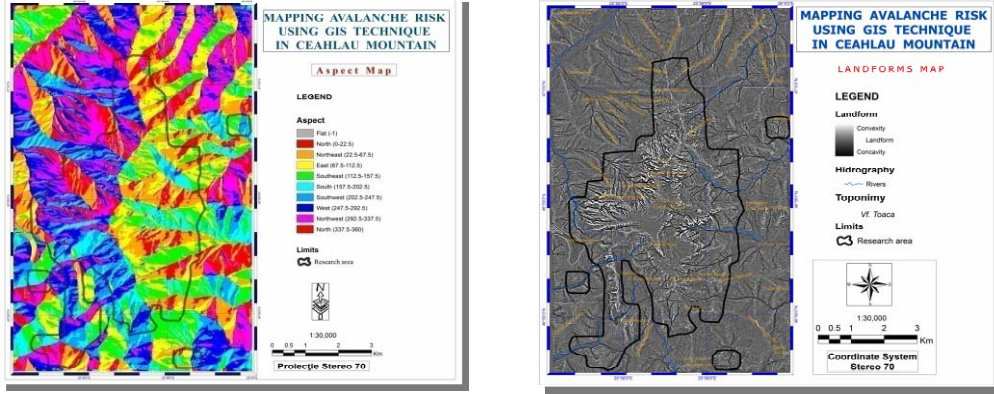 MAPPING AVALANCHE RISK
USING GIS TECHNIQUE
IN CEAHLAU MOUNTAIN
Aspect Map
LEGEND
Aspect
Flat (-1)
North (0-22.5)
Northeast (22.5-67.5)
East (67.5-112.5)
Southeast (112.5-157.5)
South (157.5-202.5)
Southwest (202.5-247.5)
West (247.5-292.5)
Northwest (292.5-337.5)
North (337.5-360)
Limits
Research area
N
1:30,000
0 0.5 1 2 3
Km
Proiecţie Stereo 70
MAPPING AVALANCHE RISK
USING GIS TECHNIQUE
IN CEAHLAU MOUNTAIN
LANDFORMS MAP
LEGEND
Landform
Convexity
Landform
Concavity
Hidrography
Rivers
Toponimy
Vf. Toaca
Limits
Research area
1:30,000
0 0.5 1 2 3
Km
Coordinate System
Stereo 70